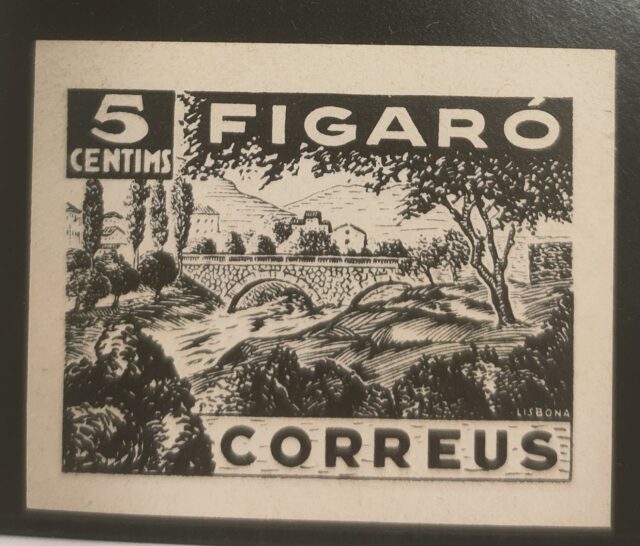 5
CENTIMS
FIGARÓ
LISBONA
CORREUS